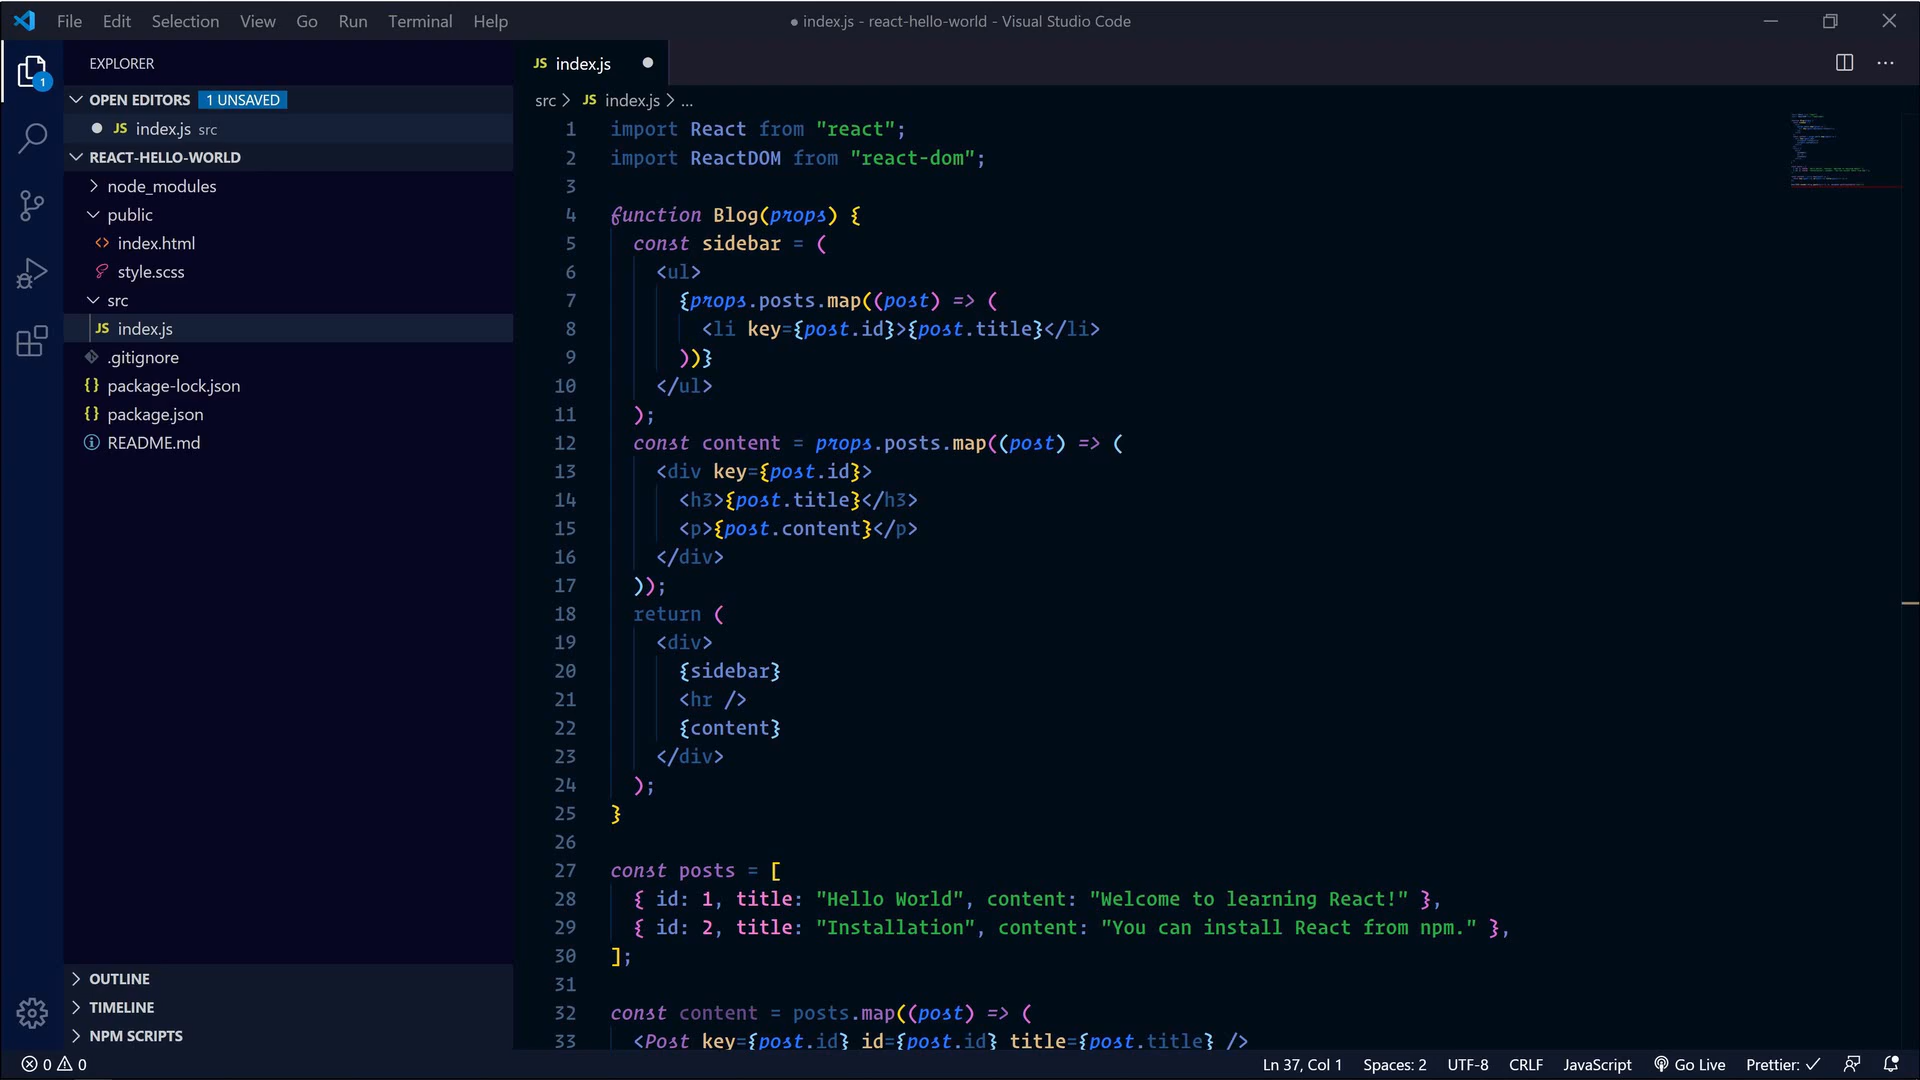 File Edit Selection View Go Run Terminal Help
● index.js - react-hello-world - Visual Studio Code
1
EXPLORER
OPEN EDITORS 1 UNSAVED
JS index.js src
REACT-HELLO-WORLD
node_modules
public
<> index.html
style.scss
src
JS index.js
.gitignore
{} package-lock.json
{} package.json
README.md
OUTLINE
TIMELINE
NPM SCRIPTS
JS index.js
src > JS index.js > ...
1 import React from "react";
2 import ReactDOM from "react-dom";
3
4 function Blog(props) {
5 const sidebar = (
6 <ul>
7 {props.posts.map((post) => (
8 <li key={post.id}>{post.title}</li>
9 ))}
10 </ul>
11 );
12 const content = props.posts.map((post) => (
13 <div key={post.id}>
14 <h3>{post.title}</h3>
15 <p>{post.content}</p>
16 </div>
17 ));
18 return (
19 <div>
20 {sidebar}
21 <hr />
22 {content}
23 </div>
24 );
25 }
26
27 const posts = [
28 { id: 1, title: "Hello World", content: "Welcome to learning React!" },
29 { id: 2, title: "Installation", content: "You can install React from npm." },
30 ];
31
32 const content = posts.map((post) => (
33 <Post key={post.id} id={post.id} title={post.title} />
0 0 Ln 37, Col 1 Spaces: 2 UTF-8 CRLF JavaScript Go Live Prettier: ✓